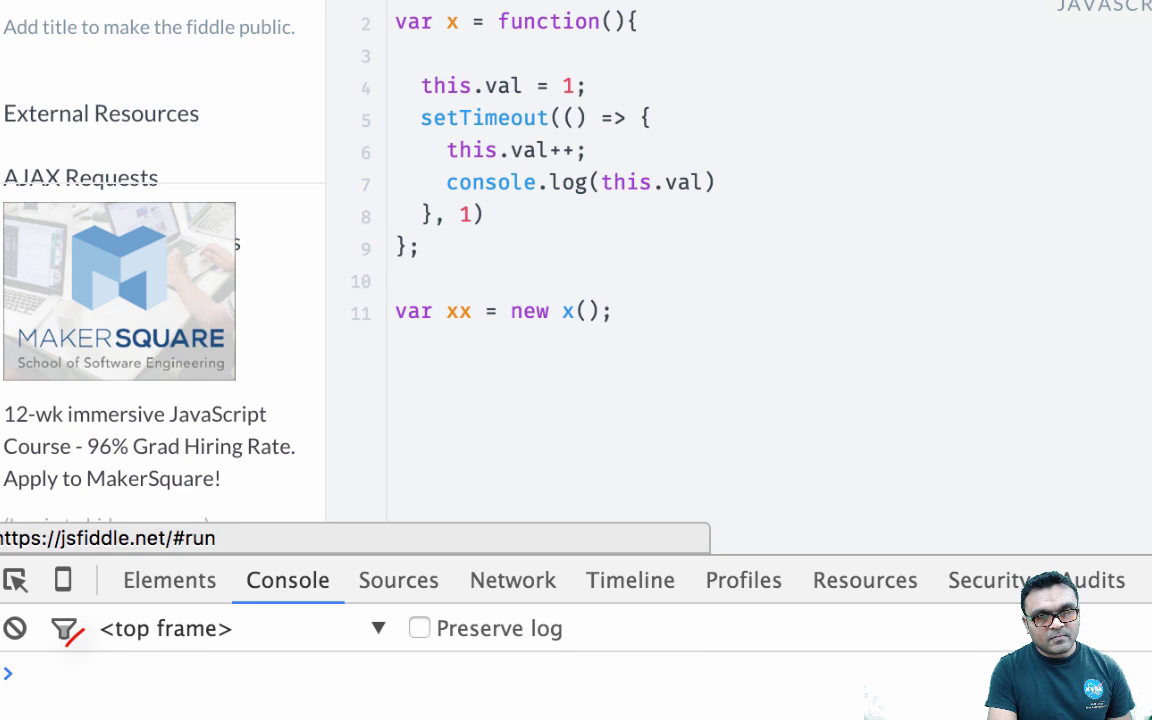 JAVASCR
Add title to make the fiddle public.
External Resources
AJAX Requests
s
MAKERSQUARE
School of Software Engineering
12-wk immersive JavaScript
Course - 96% Grad Hiring Rate.
Apply to MakerSquare!
2 var x = function(){
3
4 this.val = 1;
5 setTimeout(() => {
6 this.val++;
7 console.log(this.val)
8 }, 1)
9 };
10
11 var xx = new x();
https://jsfiddle.net/#run
Elements Console Sources Network Timeline Profiles Resources Security Audits
<top frame> ▼ Preserve log
>
NASA